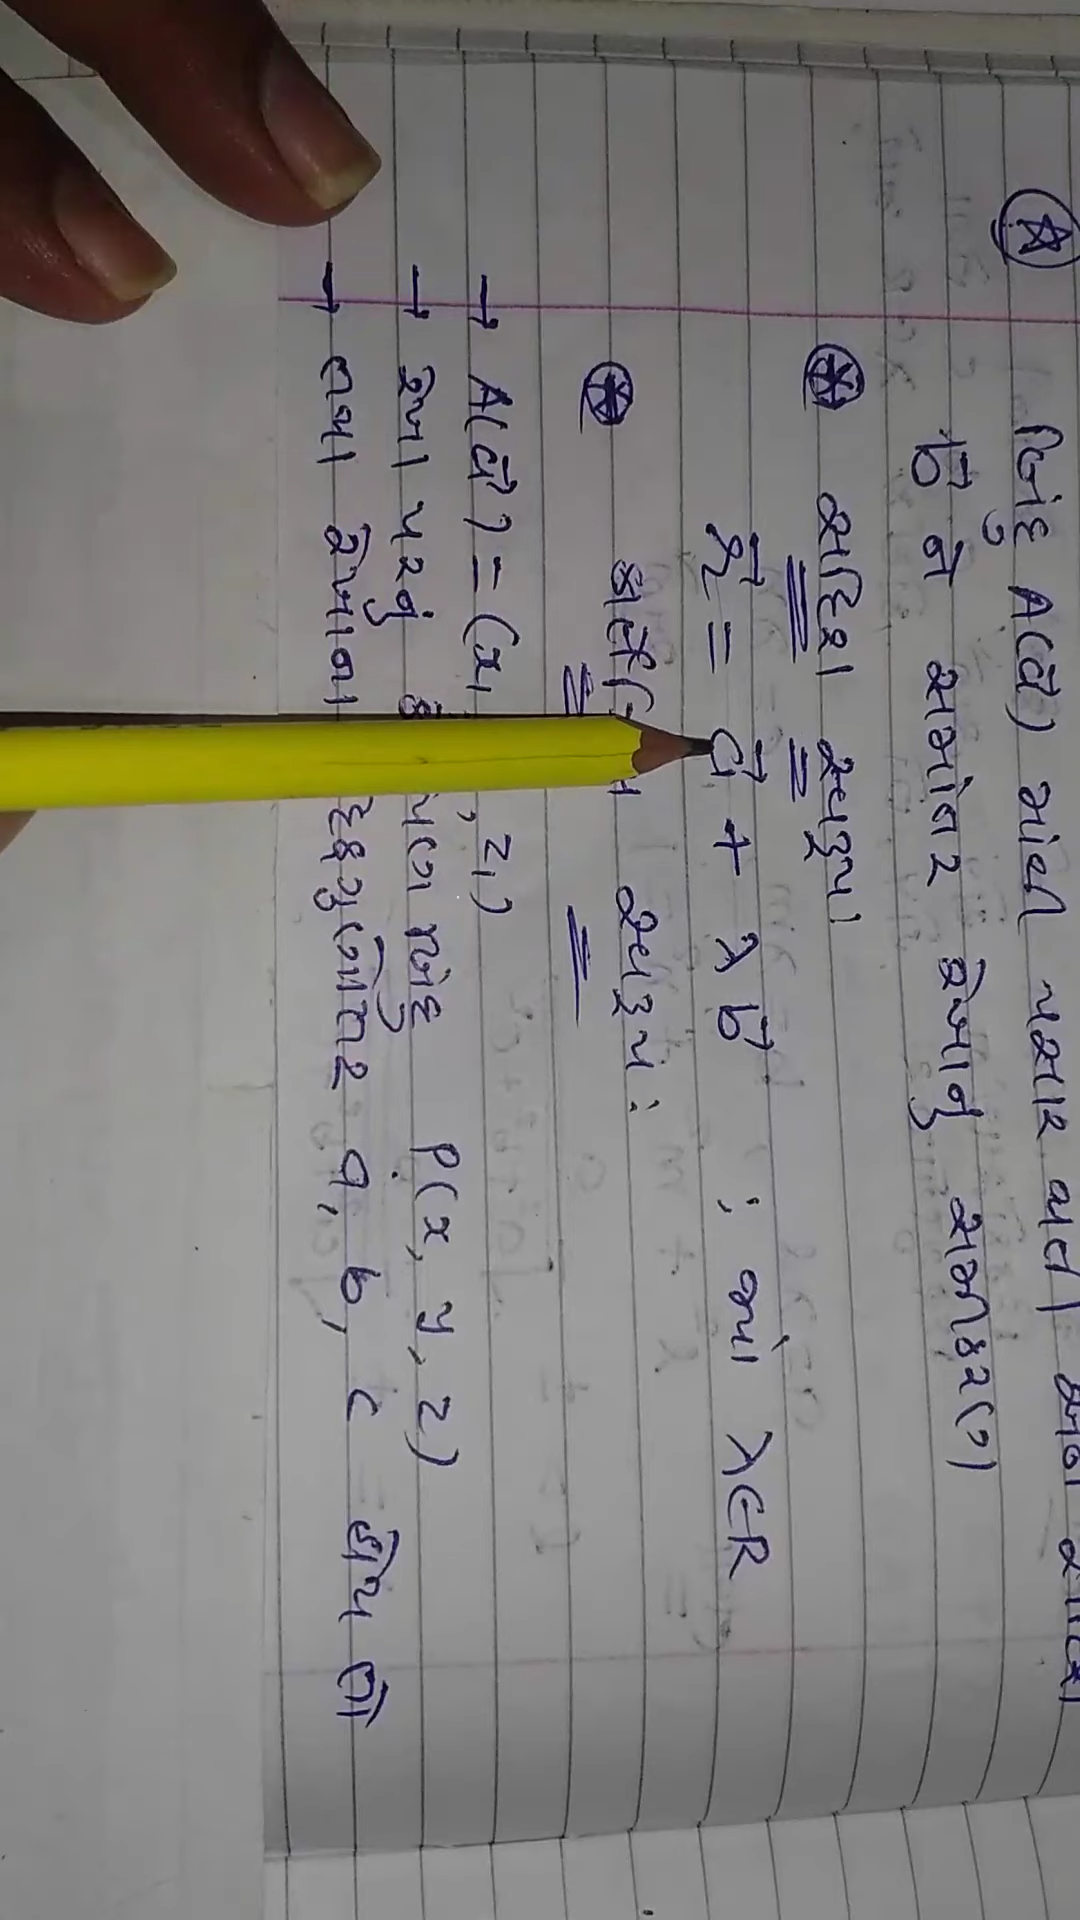 બિંદુ A(ā) માંથી પસાર થતી અને સદિશ
b̄ ને સમાંતર રેખાનું સમીકરણ
સદિશ સ્વરૂપ
r̄ = ā + λ b̄ ; જ્યાં λ∈R
સ્વરૂપ :
→ A(ā) = (x₁ , z₁)
→ રેખા પરનું બિંદુ P(x, y, z)
→ તથા રેખાના દિક્ગુણોત્તર a, b, c હોય તો